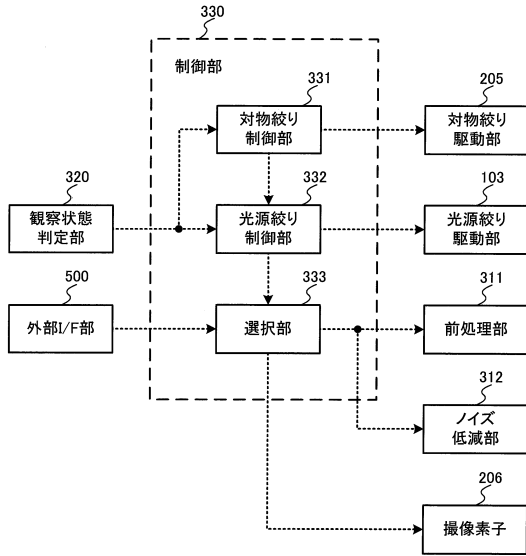 330
制御部
331
対物絞り
制御部
205
対物絞り
駆動部
320
観察状態
判定部
332
光源絞り
制御部
103
光源絞り
駆動部
500
外部I/F部
333
選択部
311
前処理部
312
ノイズ
低減部
206
撮像素子